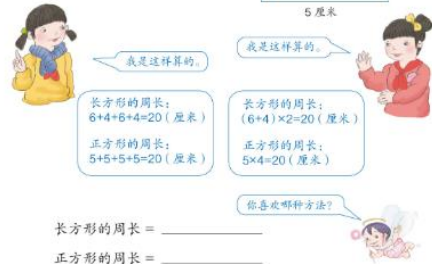 5 厘米
我是这样算的。
我是这样算的。
长方形的周长：
6+4+6+4=20（厘米）
正方形的周长：
5+5+5+5=20（厘米）
长方形的周长：
(6+4)×2=20（厘米）
正方形的周长：
5×4=20（厘米）
你喜欢哪种方法？
长方形的周长 = ________
正方形的周长 = ________